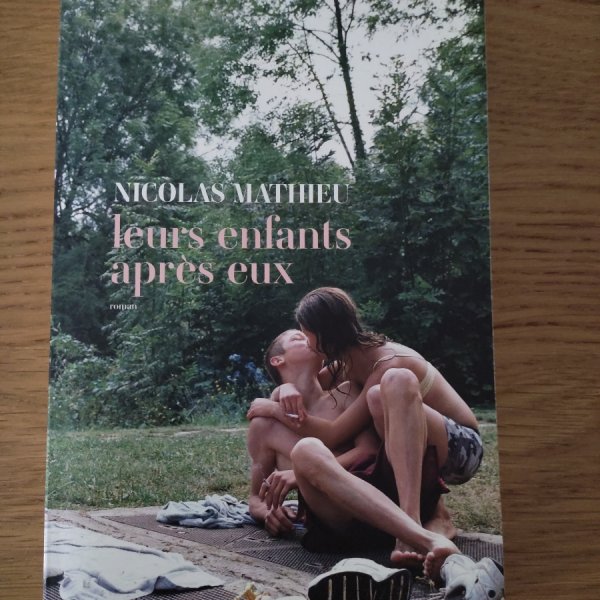 NICOLAS MATHIEU
leurs enfants
après eux
roman